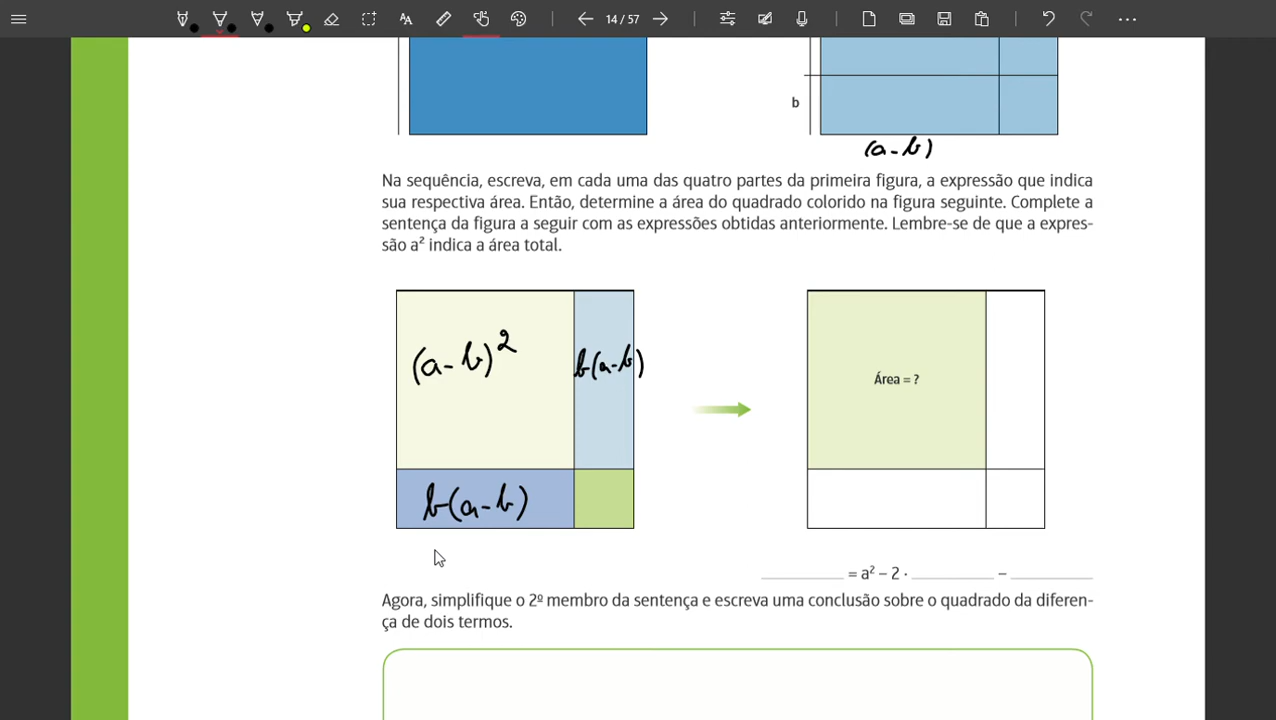 14 / 57
b
(a-b)
Na sequência, escreva, em cada uma das quatro partes da primeira figura, a expressão que indica
sua respectiva área. Então, determine a área do quadrado colorido na figura seguinte. Complete a
sentença da figura a seguir com as expressões obtidas anteriormente. Lembre-se de que a expres-
são a² indica a área total.
(a-b)²
b(a-b)
Área = ?
b(a-b)
________ = a² – 2 · ________ – ________
Agora, simplifique o 2º membro da sentença e escreva uma conclusão sobre o quadrado da diferen-
ça de dois termos.